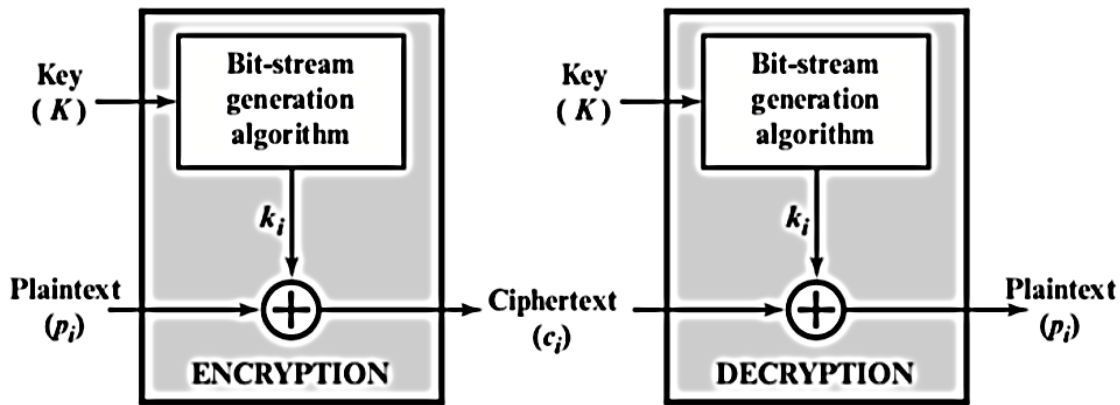 Key
( K )
Bit-stream
generation
algorithm
k_i
Plaintext
(p_i)
ENCRYPTION
Ciphertext
(c_i)
Key
( K )
Bit-stream
generation
algorithm
k_i
Plaintext
(p_i)
DECRYPTION